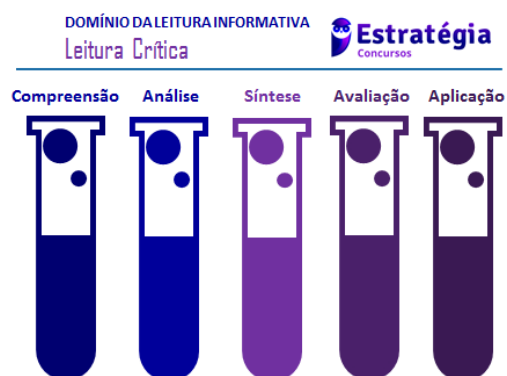 DOMÍNIO DA LEITURA INFORMATIVA
Leitura Crítica
Estratégia
Concursos
Compreensão Análise Síntese Avaliação Aplicação